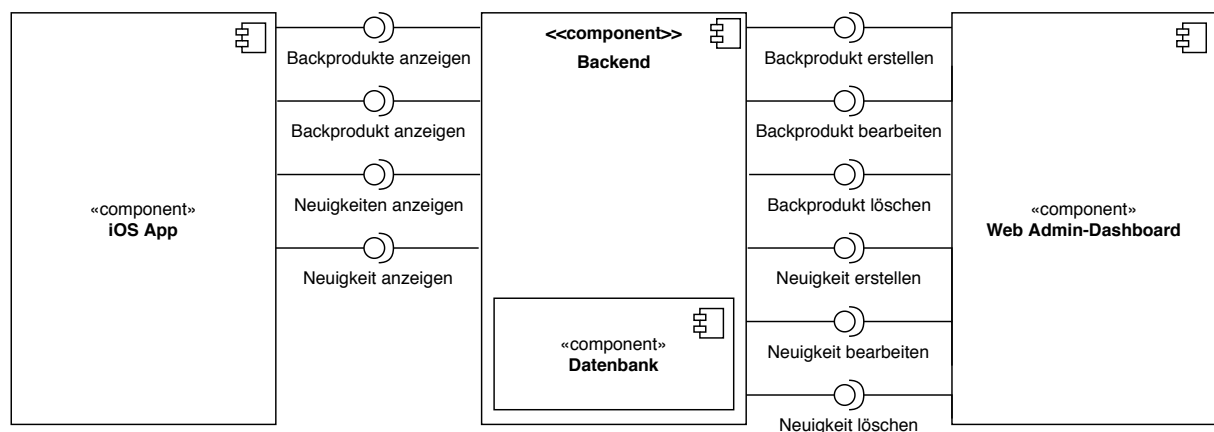 <<component>>
Backend
Backprodukte anzeigen
Backprodukt anzeigen
Neuigkeiten anzeigen
Neuigkeit anzeigen
Backprodukt erstellen
Backprodukt bearbeiten
Backprodukt löschen
Neuigkeit erstellen
Neuigkeit bearbeiten
Neuigkeit löschen
«component»
iOS App
«component»
Datenbank
«component»
Web Admin-Dashboard